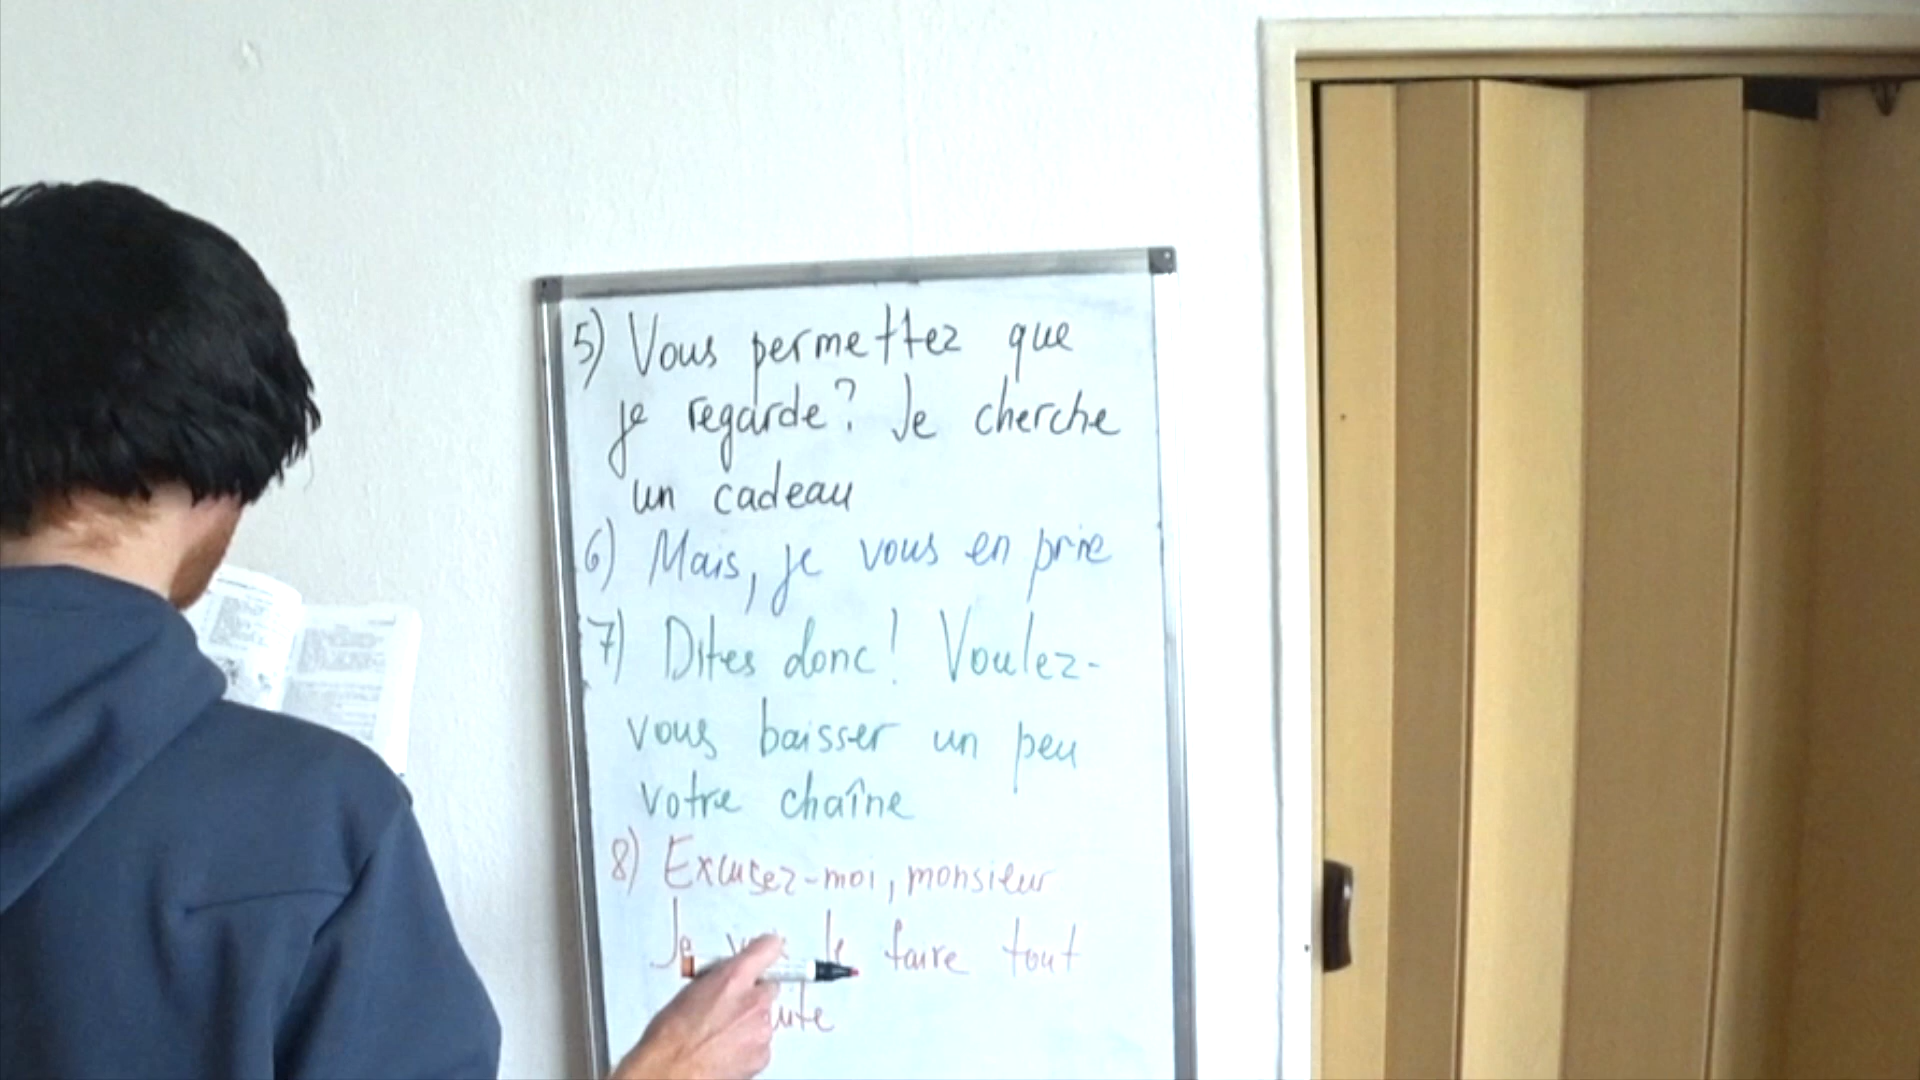 5) Vous permettez que
je regarde? Je cherche
un cadeau
6) Mais, je vous en prie
7) Dites donc! Voulez-
vous baisser un peu
votre chaîne
8) Excusez-moi, monsieur
Je le faire tout